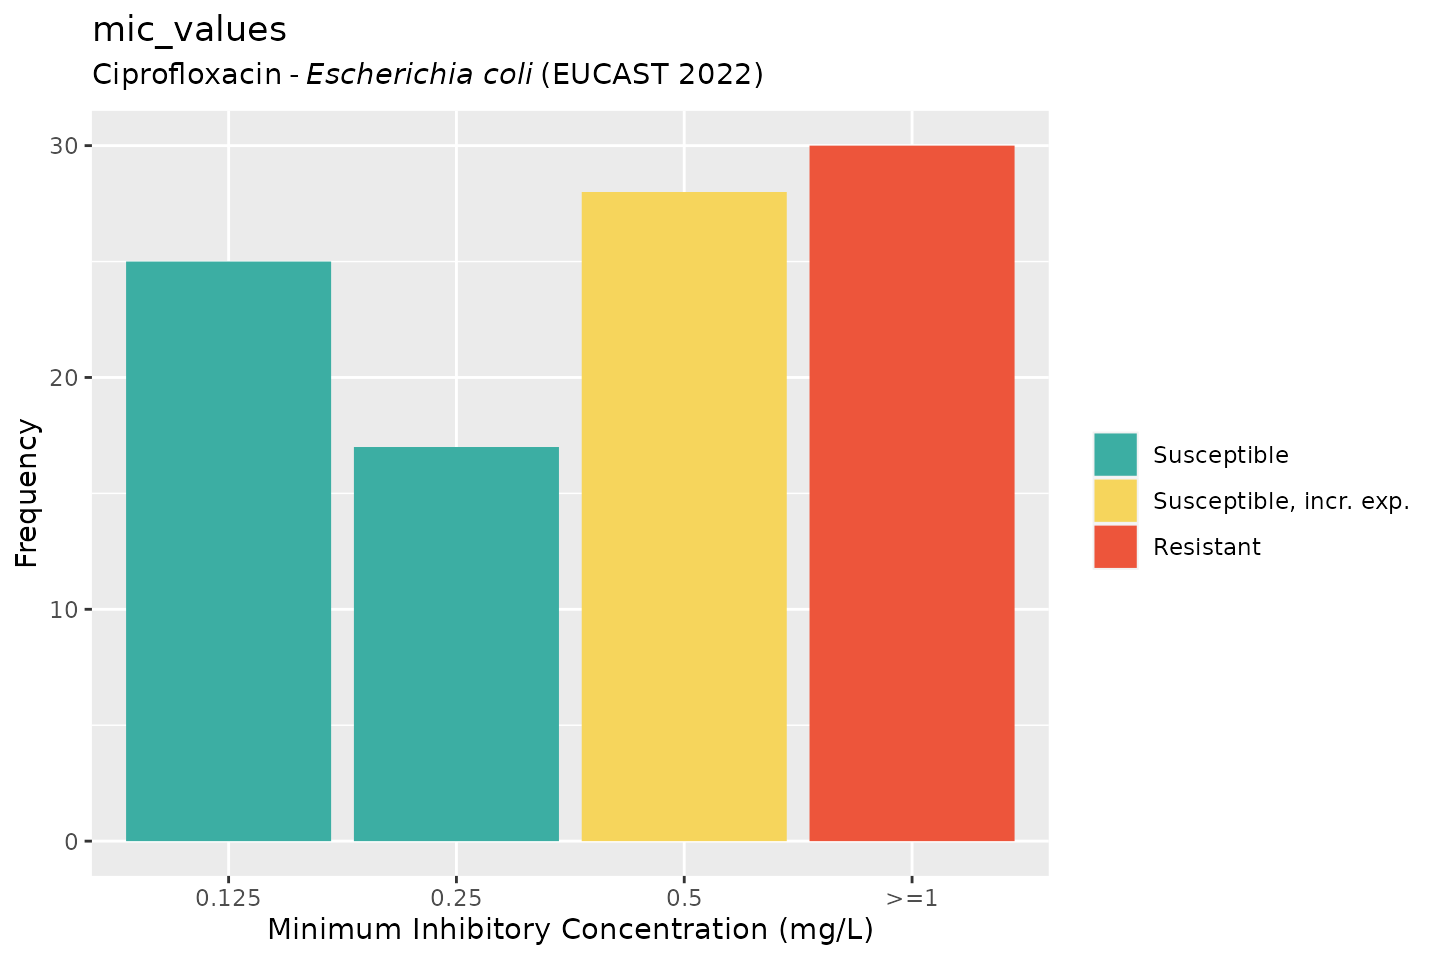 mic_values
Ciprofloxacin - Escherichia coli (EUCAST 2022)
Frequency
30
20
10
0
0.125 0.25 0.5 >=1
Minimum Inhibitory Concentration (mg/L)
Susceptible
Susceptible, incr. exp.
Resistant